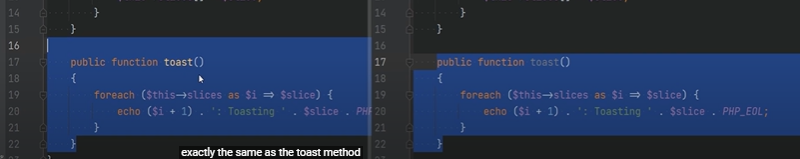 14 }
15 }
16
17 public function toast()
18 {
19 foreach ($this→slices as $i ⇒ $slice) {
20 echo ($i + 1) . ': Toasting ' . $slice . PH
21 }
22 }
exactly the same as the toast method
14 }
15 }
17 public function toast()
18 {
19 foreach ($this→slices as $i ⇒ $slice) {
20 echo ($i + 1) . ': Toasting ' . $slice . PHP_EOL;
21 }
22 }